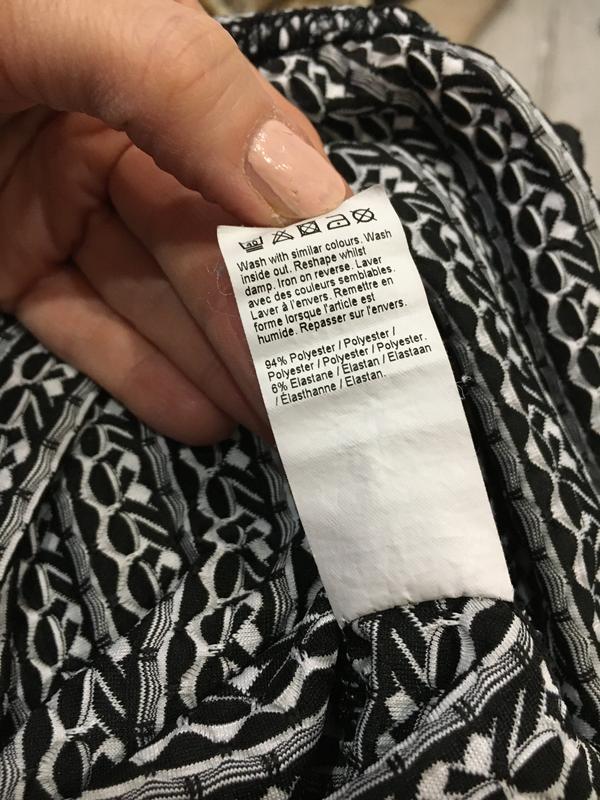 30
Wash with similar colours. Wash
inside out. Reshape whilst
damp. Iron on reverse. Laver
avec des couleurs semblables.
Laver à l'envers. Remettre en
forme lorsque l'article est
humide. Repasser sur l'envers.
94% Polyester / Polyester /
Polyester / Polyester / Polyester.
6% Elastane / Elastan / Elastaan
/ Élasthanne / Elastan.